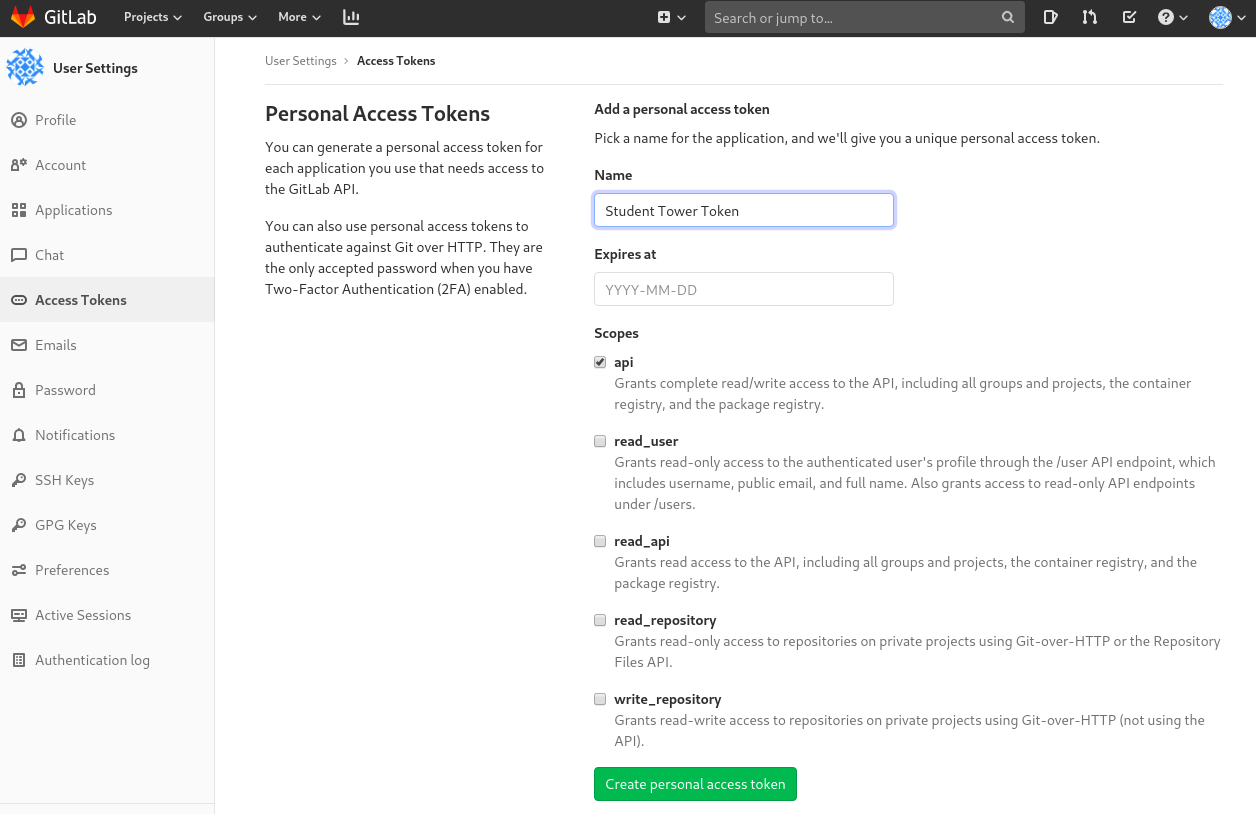 GitLab
Projects
Groups
More
Search or jump to...
User Settings
Profile
Account
Applications
Chat
Access Tokens
Emails
Password
Notifications
SSH Keys
GPG Keys
Preferences
Active Sessions
Authentication log
User Settings › Access Tokens
Personal Access Tokens
You can generate a personal access token for
each application you use that needs access to
the GitLab API.
You can also use personal access tokens to
authenticate against Git over HTTP. They are
the only accepted password when you have
Two-Factor Authentication (2FA) enabled.
Add a personal access token
Pick a name for the application, and we'll give you a unique personal access token.
Name
Student Tower Token
Expires at
YYYY-MM-DD
Scopes
api
Grants complete read/write access to the API, including all groups and projects, the container
registry, and the package registry.
read_user
Grants read-only access to the authenticated user's profile through the /user API endpoint, which
includes username, public email, and full name. Also grants access to read-only API endpoints
under /users.
read_api
Grants read access to the API, including all groups and projects, the container registry, and the
package registry.
read_repository
Grants read-only access to repositories on private projects using Git-over-HTTP or the Repository
Files API.
write_repository
Grants read-write access to repositories on private projects using Git-over-HTTP (not using the
API).
Create personal access token